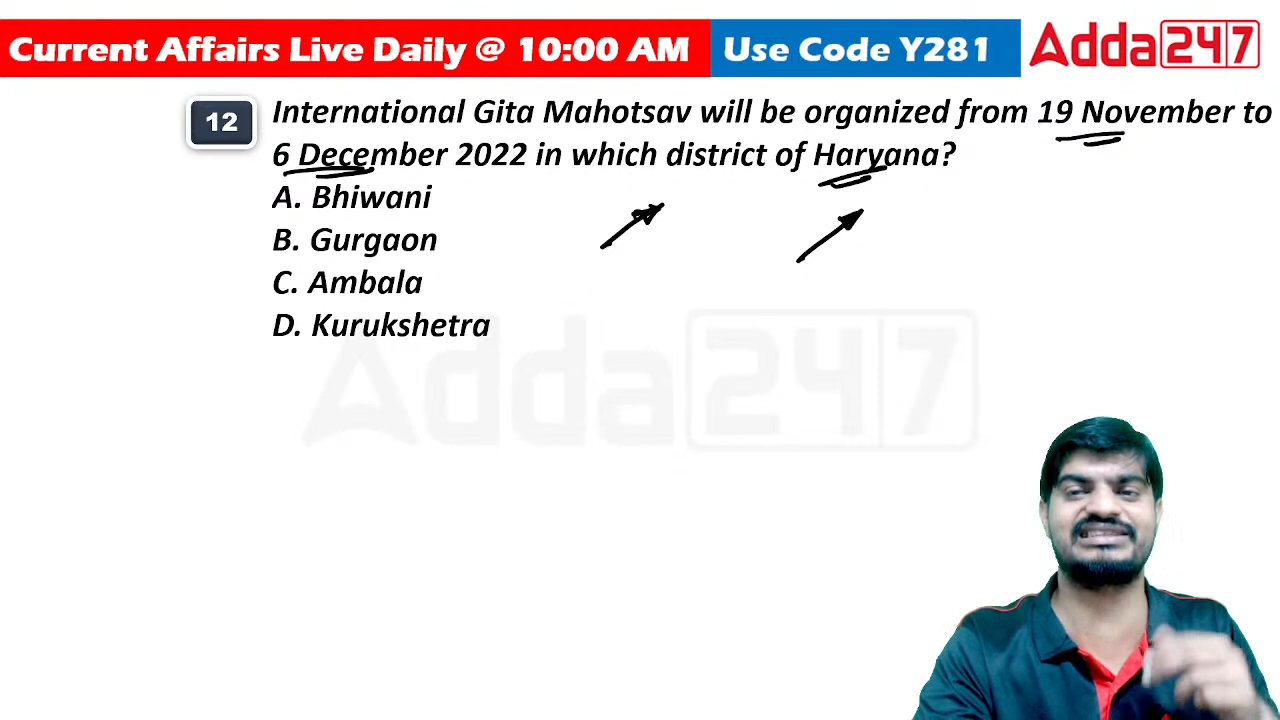 Current Affairs Live Daily @ 10:00 AM
Use Code Y281
Adda247
12
International Gita Mahotsav will be organized from 19 November to
6 December 2022 in which district of Haryana?
A. Bhiwani
B. Gurgaon
C. Ambala
D. Kurukshetra
Adda247